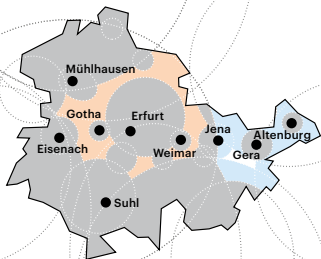 Mühlhausen
Gotha
Erfurt
Jena
Altenburg
Eisenach
Weimar
Gera
Suhl